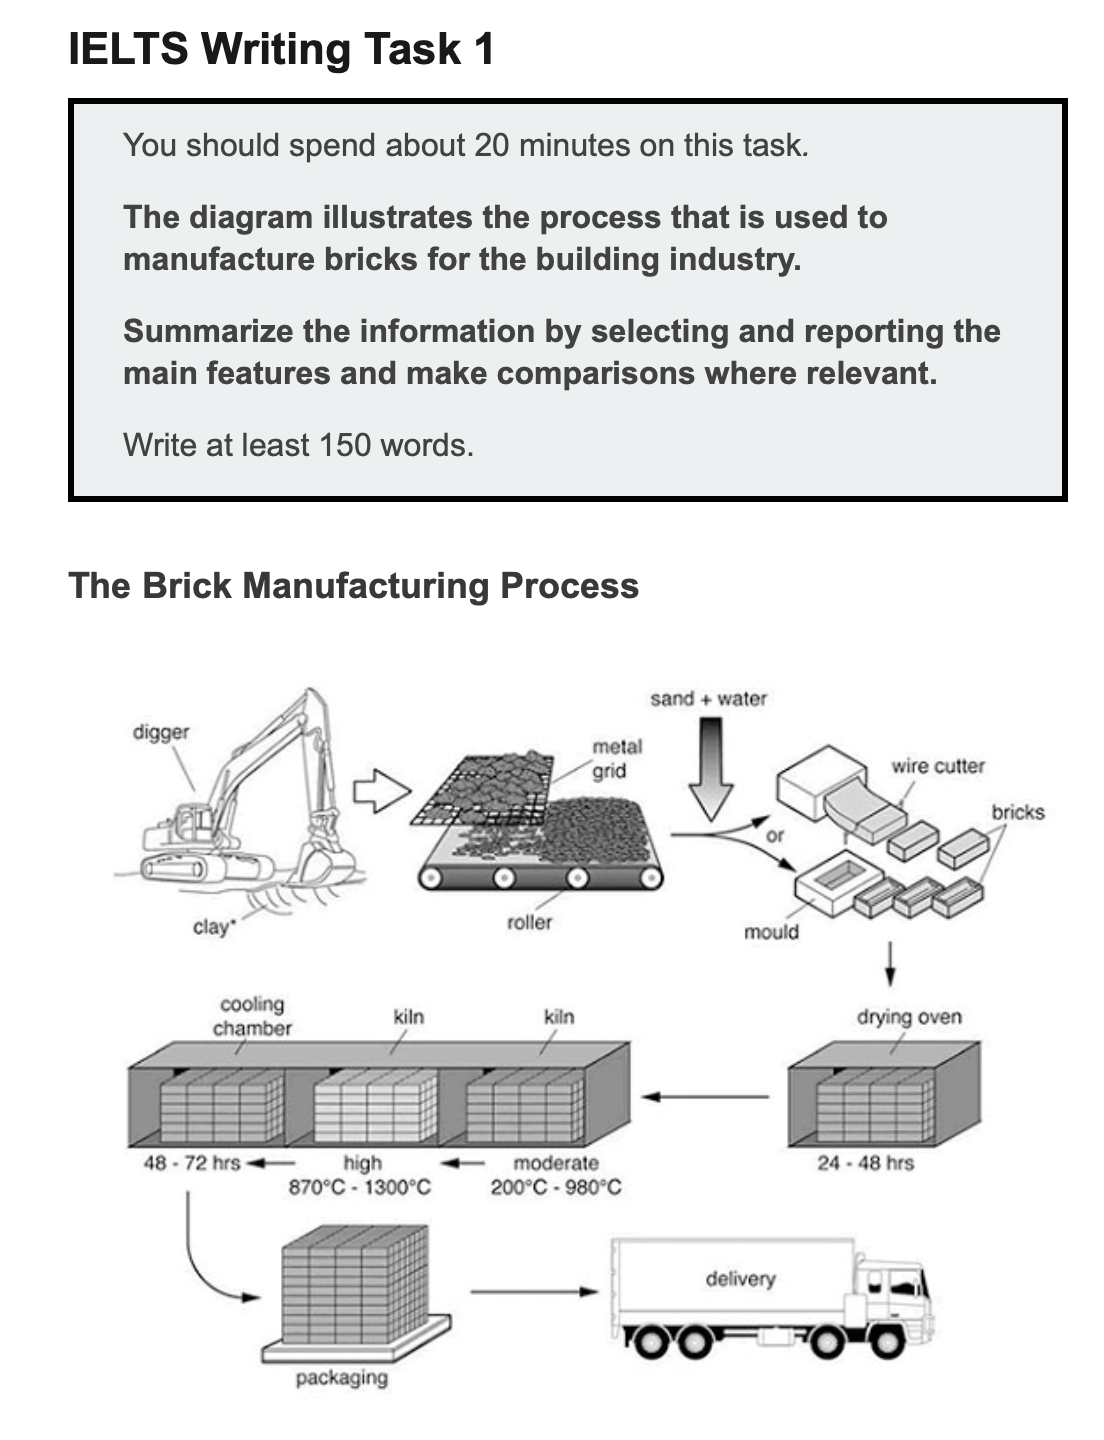 IELTS Writing Task 1
You should spend about 20 minutes on this task.
The diagram illustrates the process that is used to
manufacture bricks for the building industry.
Summarize the information by selecting and reporting the
main features and make comparisons where relevant.
Write at least 150 words.
The Brick Manufacturing Process
sand + water
digger
metal
grid
wire cutter
bricks
or
clay*
roller
mould
cooling
chamber
kiln
kiln
drying oven
48 - 72 hrs
high
870°C - 1300°C
moderate
200°C - 980°C
24 - 48 hrs
delivery
packaging